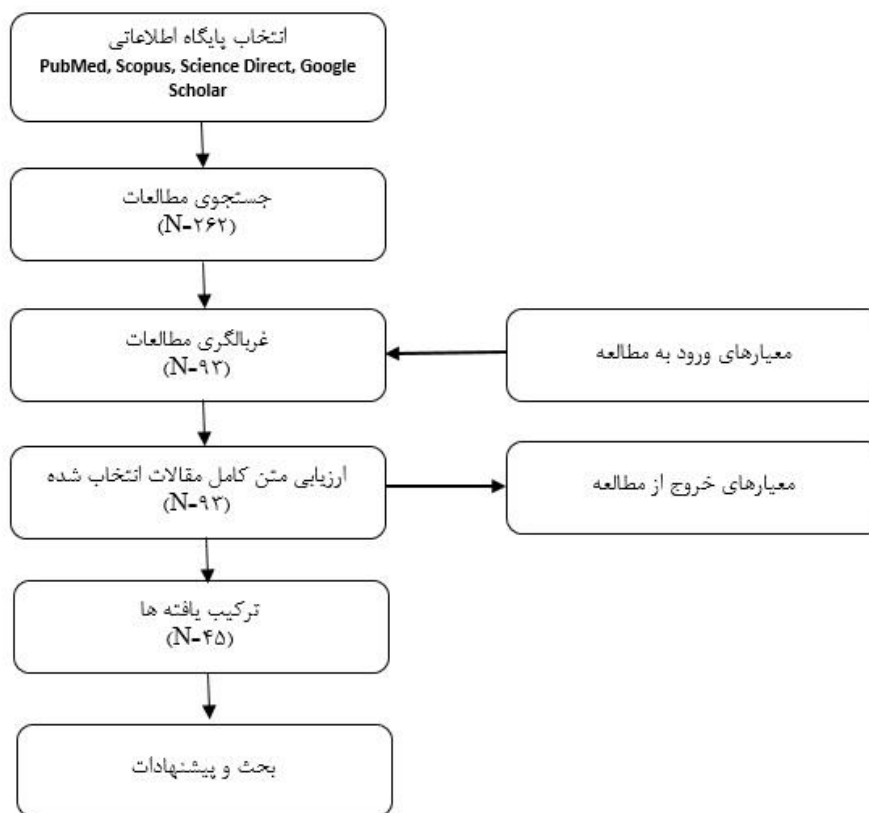 انتخاب پایگاه اطلاعاتی
PubMed, Scopus, Science Direct, Google
Scholar
جستجوی مطالعات
(N-۲۶۲)
غربالگری مطالعات
(N-۹۳)
معیارهای ورود به مطالعه
ارزیابی متن کامل مقالات انتخاب شده
(N-۹۳)
معیارهای خروج از مطالعه
ترکیب یافته ها
(N-۴۵)
بحث و پیشنهادات